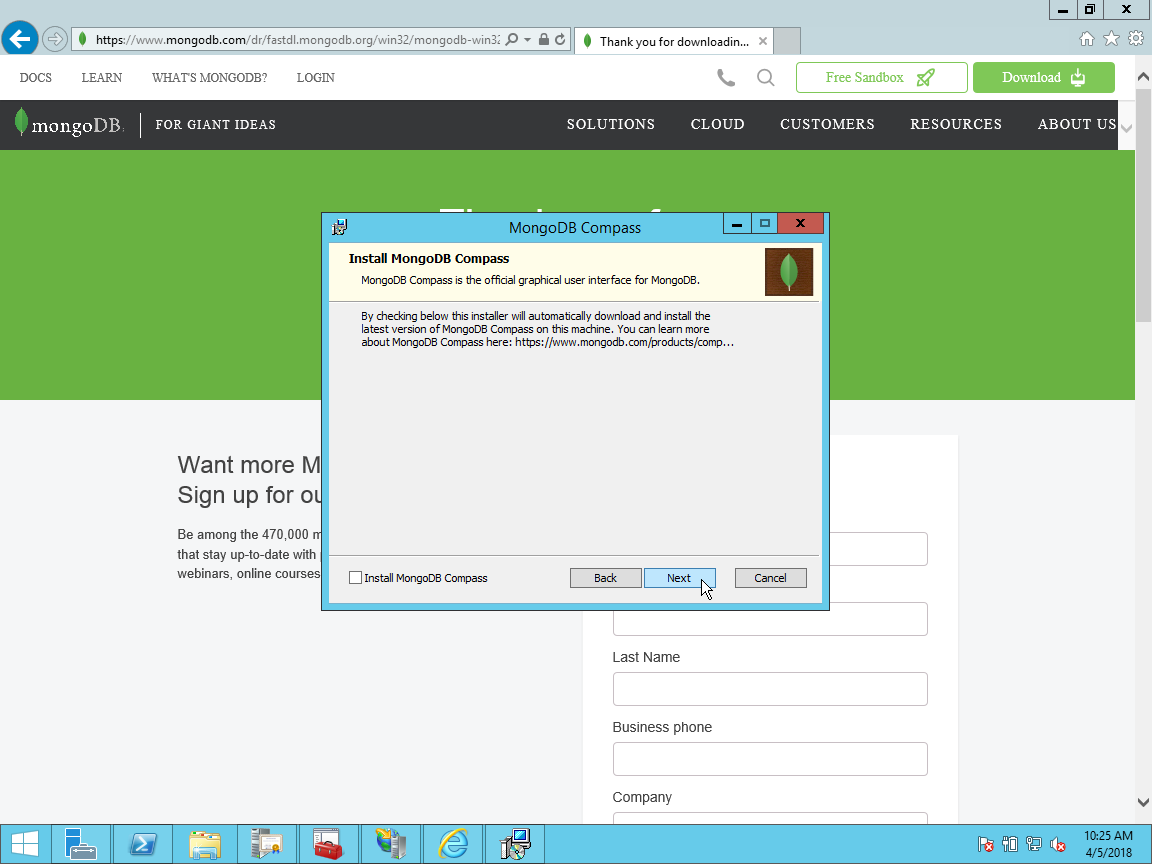 https://www.mongodb.com/dr/fastdl.mongodb.org/win32/mongodb-win32
Thank you for downloadin...
DOCS
LEARN
WHAT'S MONGODB?
LOGIN
Free Sandbox
Download
mongoDB
FOR GIANT IDEAS
SOLUTIONS
CLOUD
CUSTOMERS
RESOURCES
ABOUT US
MongoDB Compass
Install MongoDB Compass
MongoDB Compass is the official graphical user interface for MongoDB.
By checking below this installer will automatically download and install the
latest version of MongoDB Compass on this machine. You can learn more
about MongoDB Compass here: https://www.mongodb.com/products/comp...
Install MongoDB Compass
Back
Next
Cancel
Want more M
Sign up for ou
Be among the 470,000 m
that stay up-to-date with
webinars, online courses
Last Name
Business phone
Company
10:25 AM
4/5/2018